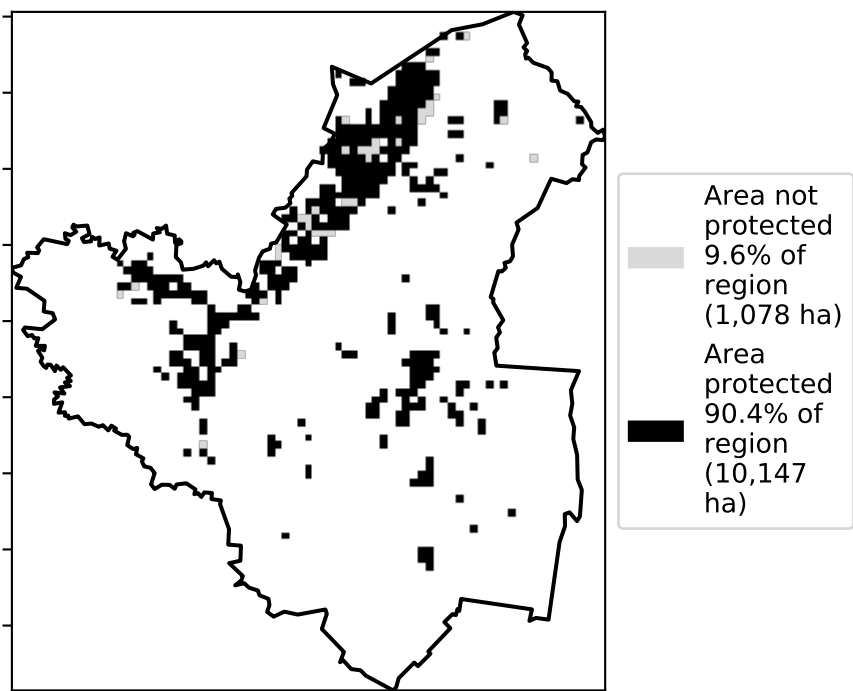 Area not
protected
9.6% of
region
(1,078 ha)
Area
protected
90.4% of
region
(10,147
ha)